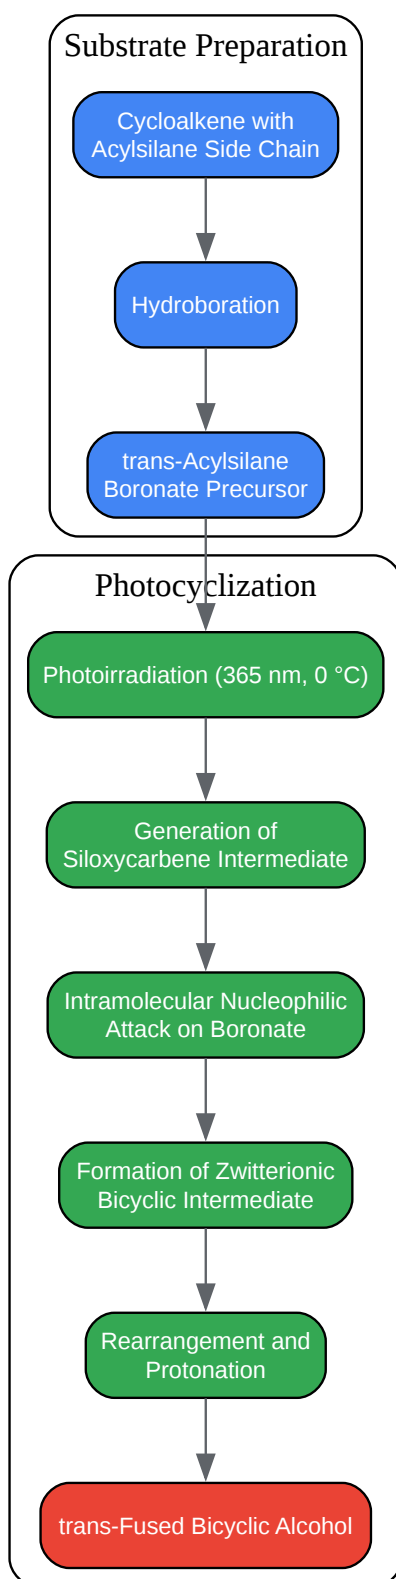 Substrate Preparation
Cycloalkene with
Acylsilane Side Chain
Hydroboration
trans-Acylsilane
Boronate Precursor
Photocyclization
Photoirradiation (365 nm, 0 °C)
Generation of
Siloxycarbene Intermediate
Intramolecular Nucleophilic
Attack on Boronate
Formation of Zwitterionic
Bicyclic Intermediate
Rearrangement and
Protonation
trans-Fused Bicyclic Alcohol